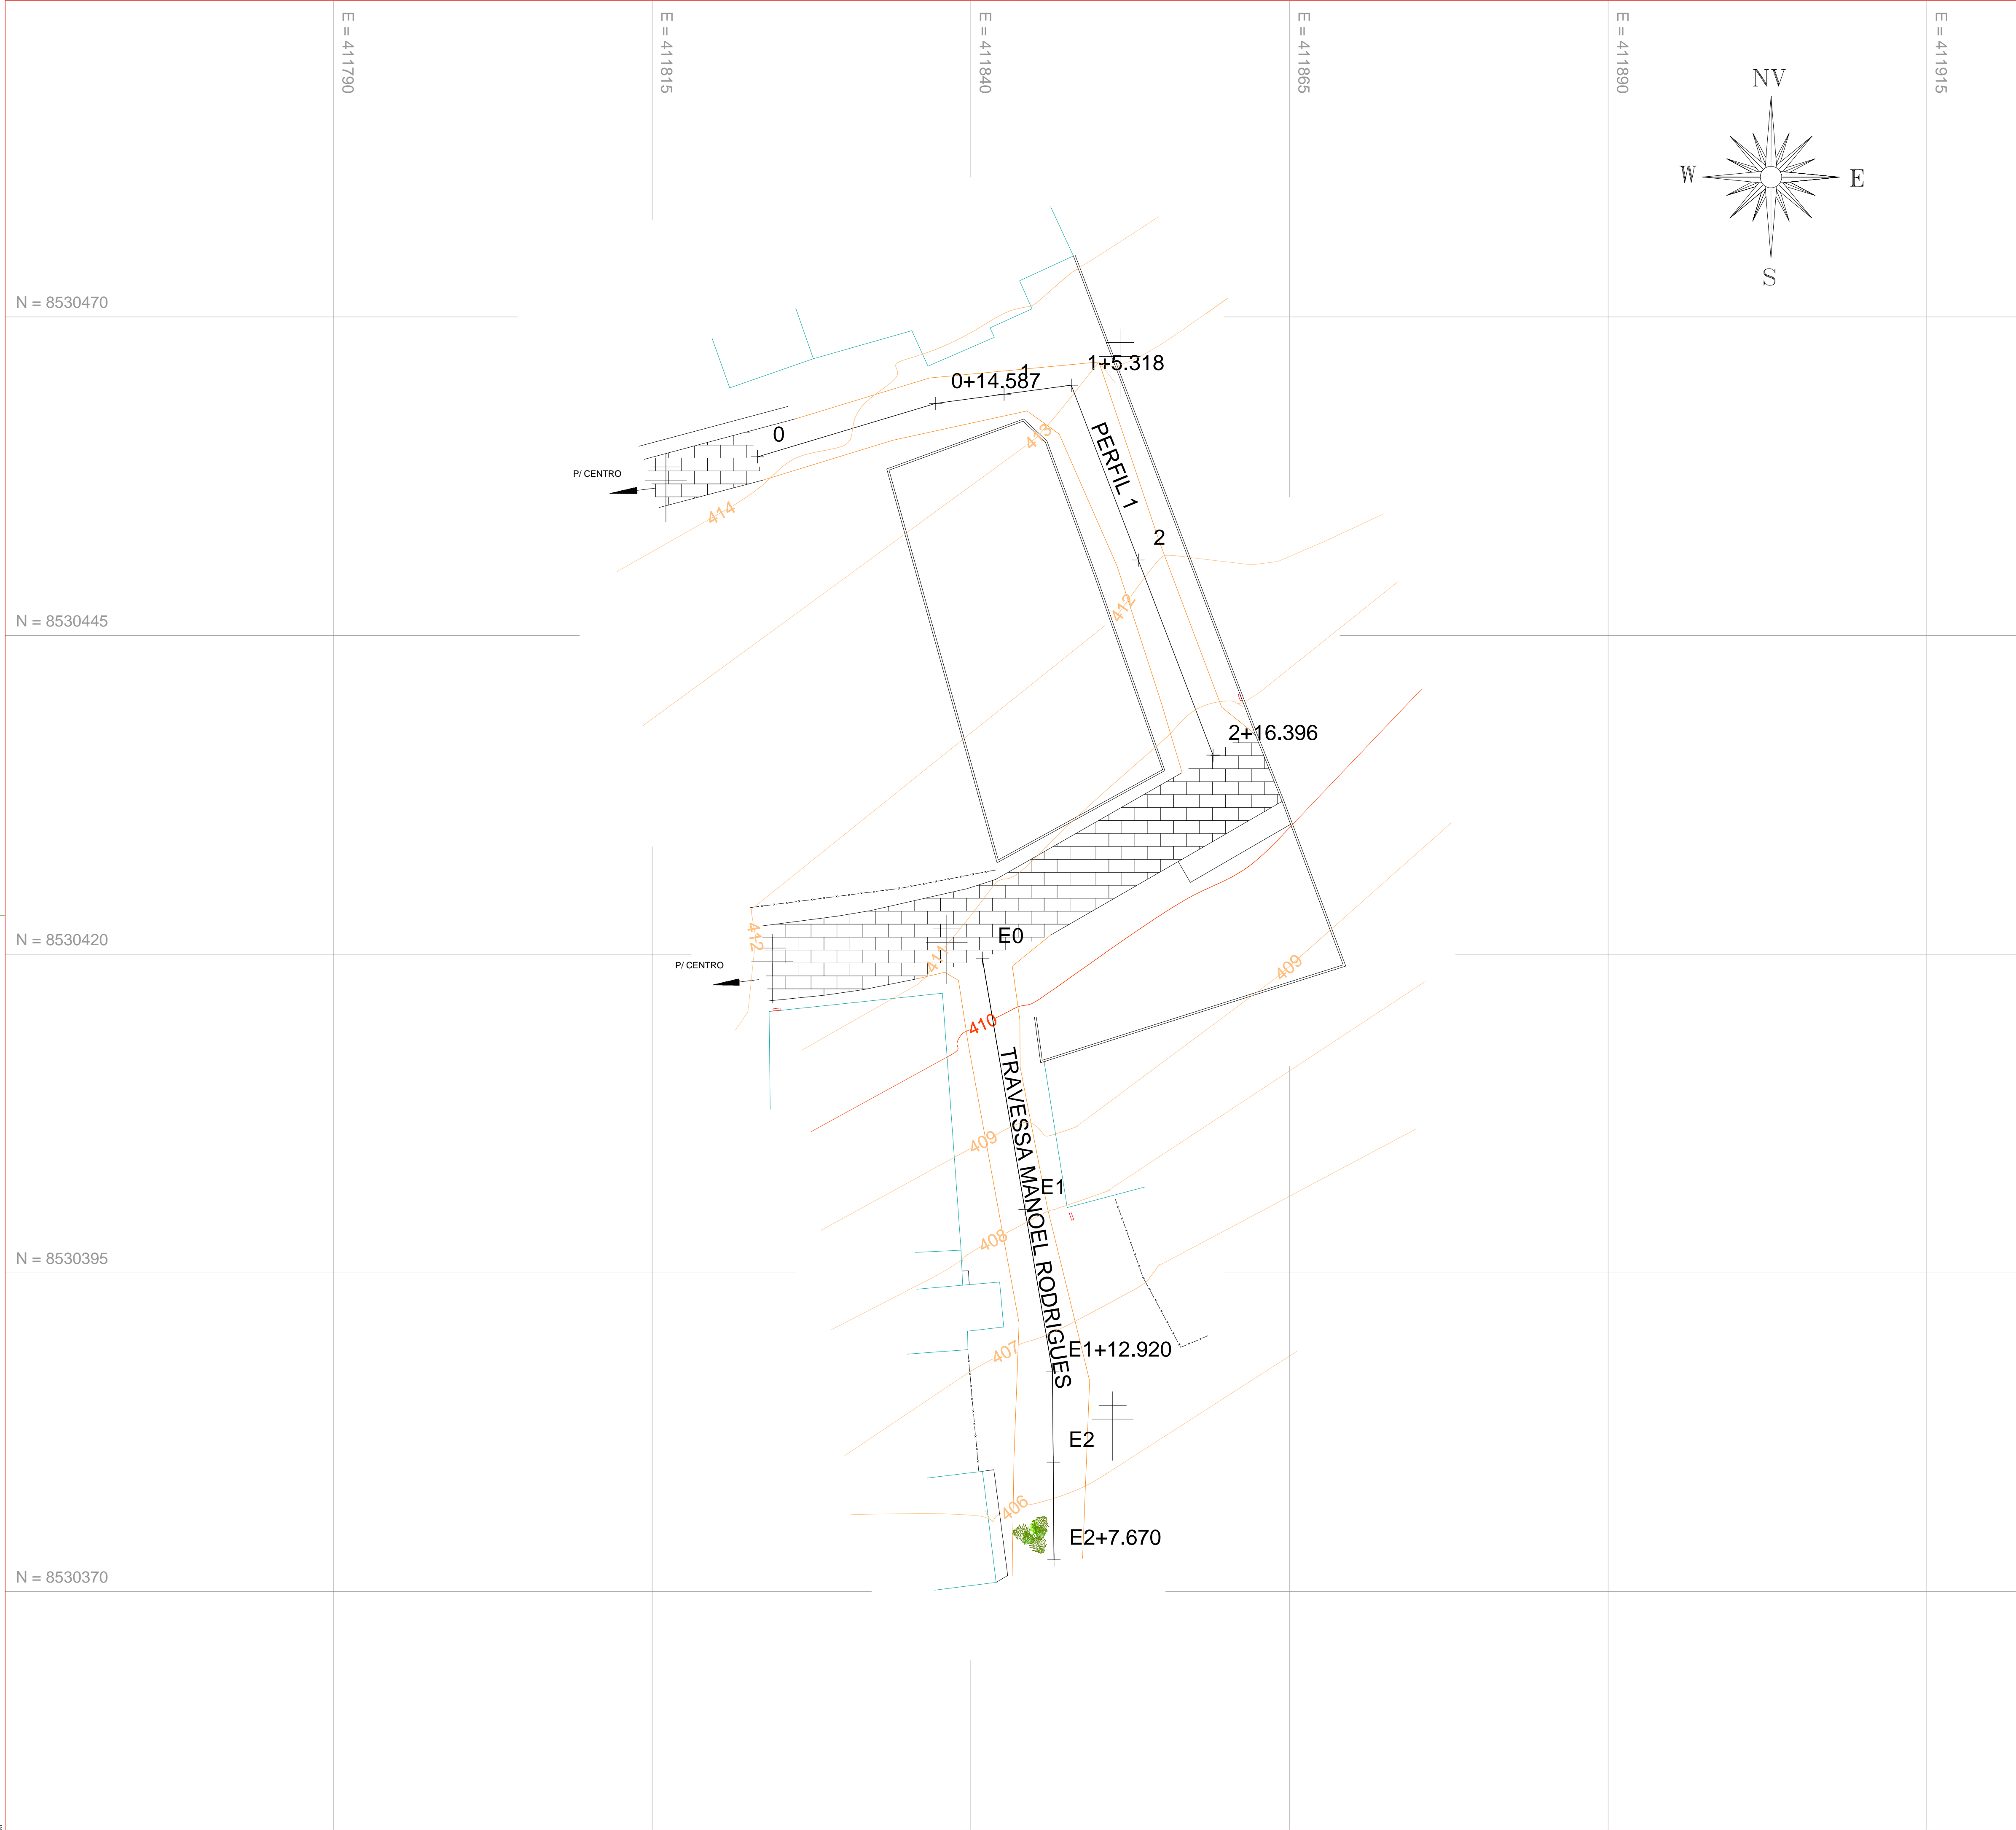 E = 411790
E = 411815
E = 411840
E = 411865
E = 411890
E = 411915
NV
W
E
S
N = 8530470
1+5.318
1
0+14.587
0
413
PERFIL 1
P/ CENTRO
414
2
412
N = 8530445
2+16.396
412
E0
N = 8530420
411
P/ CENTRO
409
410
TRAVESSA MANOEL RODRIGUES
409
E1
408
N = 8530395
407
E1+12.920
E2
406
E2+7.670
N = 8530370